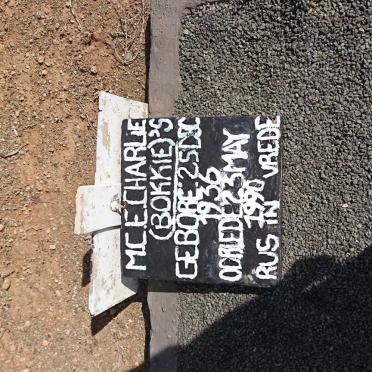 MC.E.CHARLIE
(BOKKIE)'S
GEBORE 25 DEC
1936
OORLEDE 23 MAY
1990
RUS IN VREDE